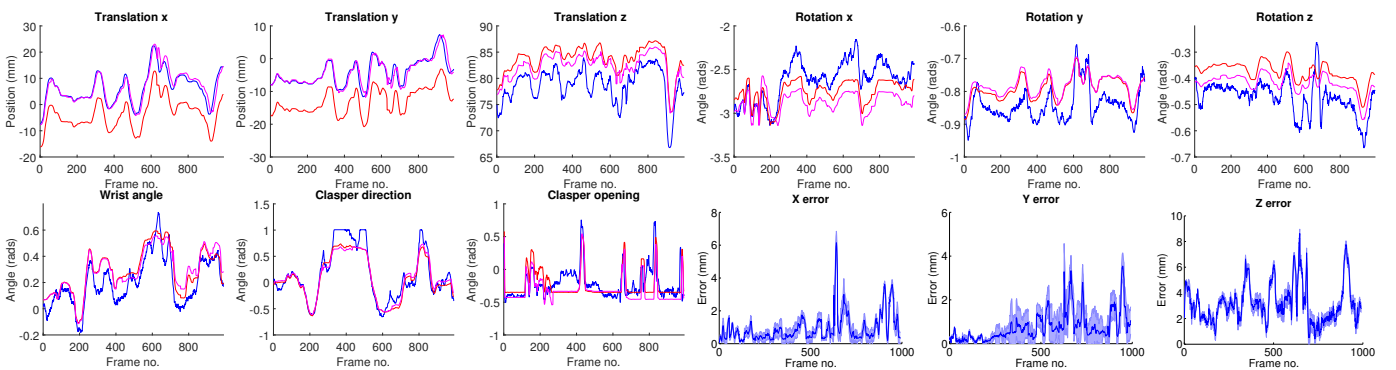 Translation x
Position (mm)
30
20
10
0
-10
-20
0 200 400 600 800
Frame no.
Translation y
Position (mm)
10
0
-10
-20
-30
0 200 400 600 800
Frame no.
Translation z
Position (mm)
90
85
80
75
70
65
0 200 400 600 800
Frame no.
Rotation x
Angle (rads)
-2
-2.5
-3
-3.5
0 200 400 600 800
Frame no.
Rotation y
Angle (rads)
-0.6
-0.7
-0.8
-0.9
-1
0 200 400 600 800
Frame no.
Rotation z
Angle (rads)
-0.3
-0.4
-0.5
-0.6
-0.7
0 200 400 600 800
Frame no.
Wrist angle
Angle (rads)
0.6
0.4
0.2
0
-0.2
0 200 400 600 800
Frame no.
Clasper direction
Angle (rads)
1.5
1
0.5
0
-0.5
-1
0 200 400 600 800
Frame no.
Clasper opening
Angle (rads)
1
0.5
0
-0.5
-1
0 200 400 600 800
Frame no.
X error
Error (mm)
8
6
4
2
0
0 500 1000
Frame no.
Y error
Error (mm)
6
4
2
0
0 500 1000
Frame no.
Z error
Error (mm)
10
8
6
4
2
0
0 500 1000
Frame no.